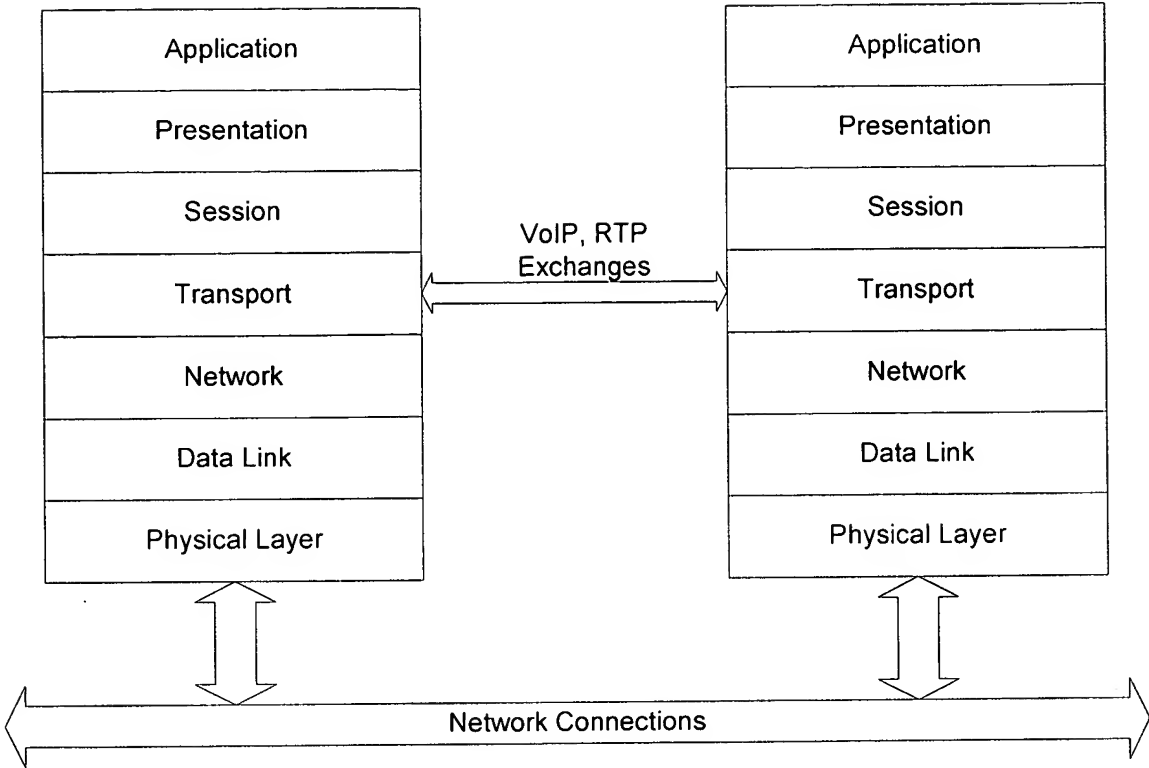 Application
Presentation
Session
Transport
Network
Data Link
Physical Layer
VoIP, RTP
Exchanges
Application
Presentation
Session
Transport
Network
Data Link
Physical Layer
Network Connections